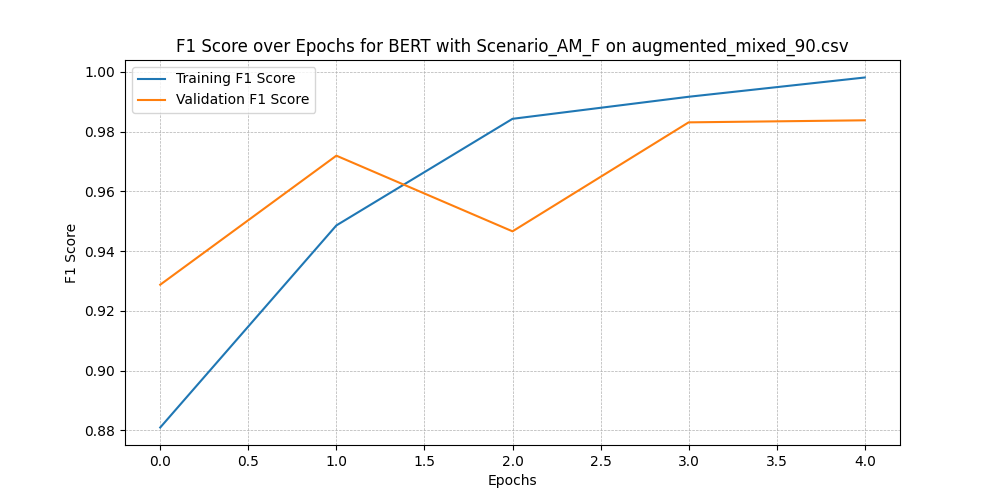 F1 Score over Epochs for BERT with Scenario_AM_F on augmented_mixed_90.csv
Training F1 Score
Validation F1 Score
F1 Score
1.00
0.98
0.96
0.94
0.92
0.90
0.88
0.0 0.5 1.0 1.5 2.0 2.5 3.0 3.5 4.0
Epochs